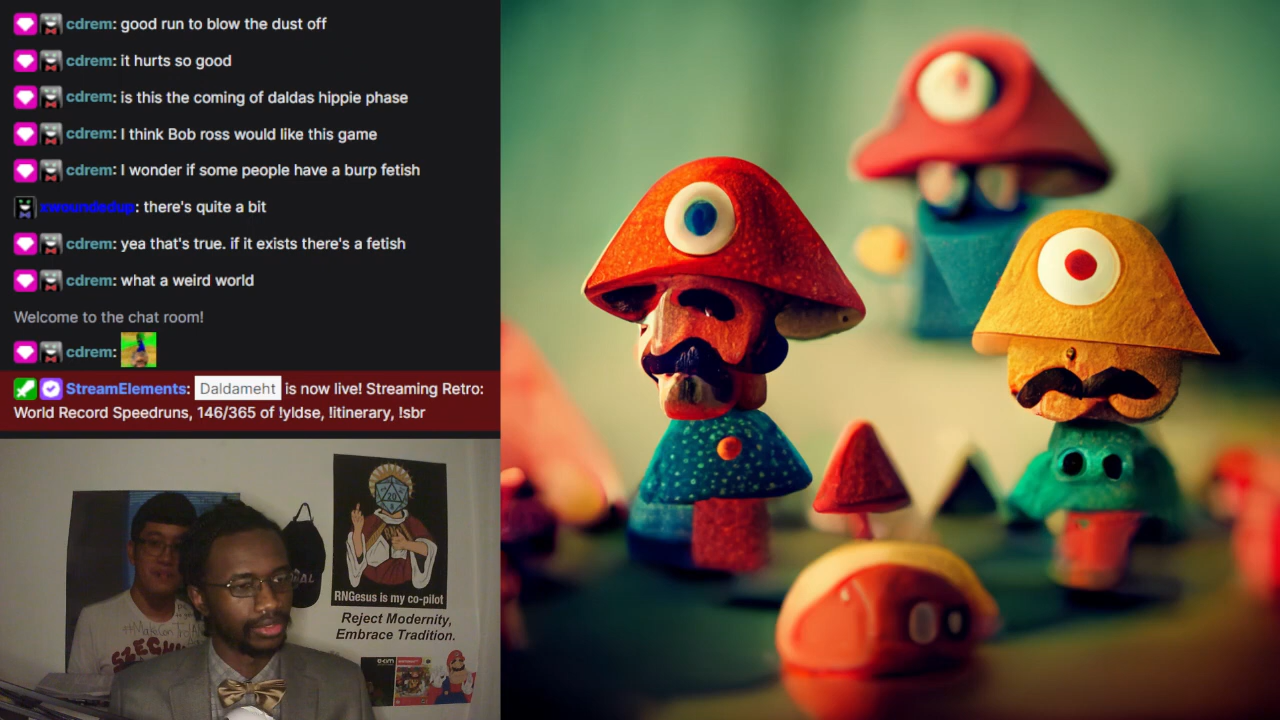 cdrem: good run to blow the dust off
cdrem: it hurts so good
cdrem: is this the coming of daldas hippie phase
cdrem: I think Bob ross would like this game
cdrem: I wonder if some people have a burp fetish
xwoundedup: there's quite a bit
cdrem: yea that's true. if it exists there's a fetish
cdrem: what a weird world
Welcome to the chat room!
cdrem:
StreamElements: Daldameht is now live! Streaming Retro:
World Record Speedruns, 146/365 of !yldse, !itinerary, !sbr
20
RNGesus is my co-pilot
Reject Modernity,
Embrace Tradition.